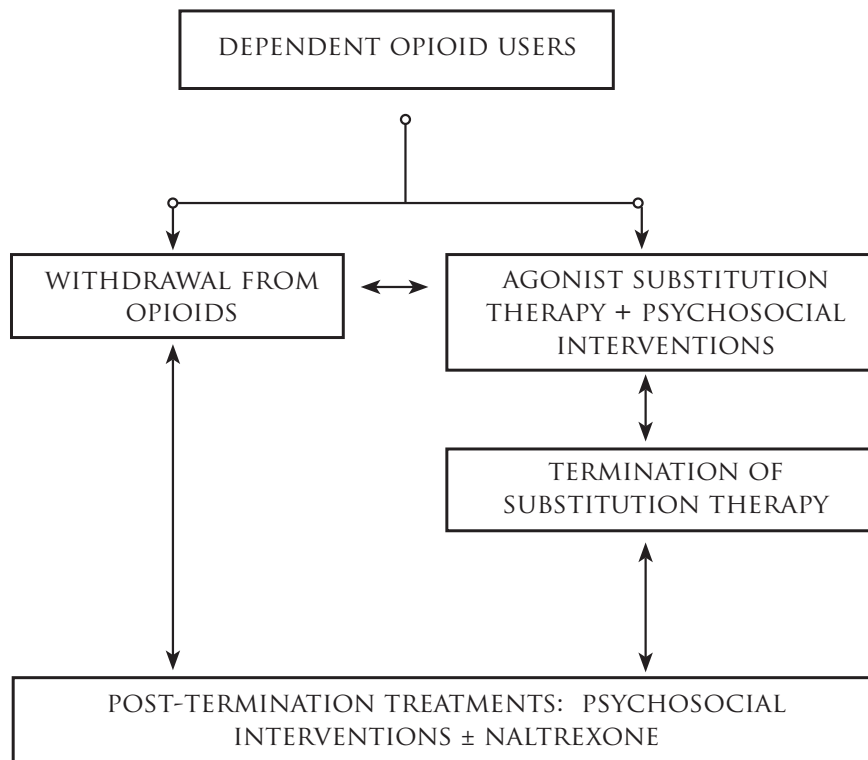 DEPENDENT OPIOID USERS
WITHDRAWAL FROM
OPIOIDS
AGONIST SUBSTITUTION
THERAPY + PSYCHOSOCIAL
INTERVENTIONS
TERMINATION OF
SUBSTITUTION THERAPY
POST-TERMINATION TREATMENTS: PSYCHOSOCIAL
INTERVENTIONS ± NALTREXONE